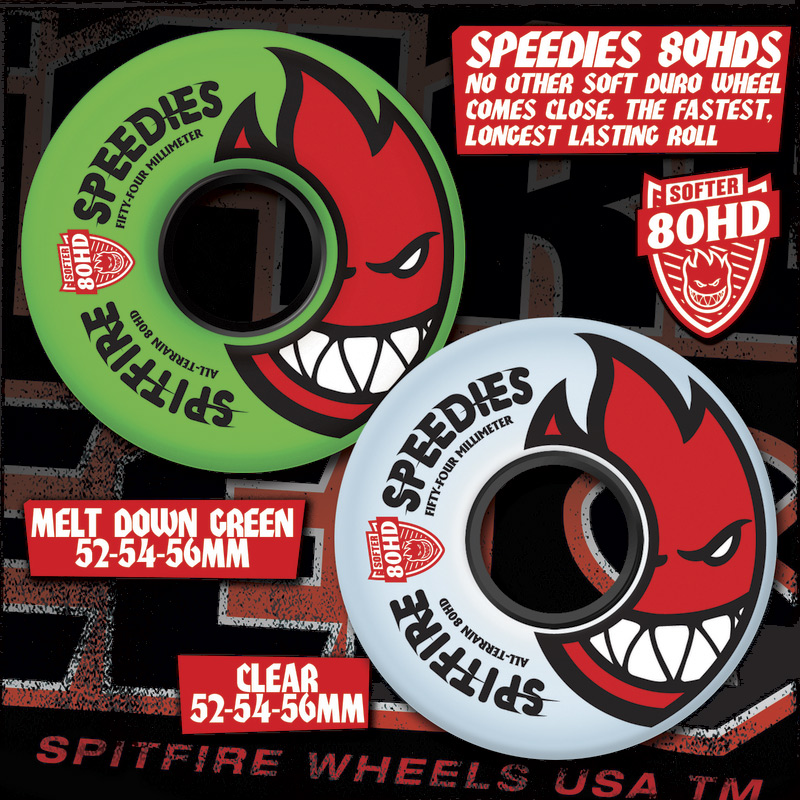 SPEEDIES 80HDS
NO OTHER SOFT DURO WHEEL
COMES CLOSE. THE FASTEST,
LONGEST LASTING ROLL
SOFTER
80HD
SPEEDIES
FIFTY-FOUR MILLIMETER
SOFTER
80HD
ALL-TERRAIN 80HD
SPITFIRE
SPEEDIES
FIFTY-FOUR MILLIMETER
SOFTER
80HD
ALL-TERRAIN 80HD
SPITFIRE
MELT DOWN GREEN
52-54-56MM
CLEAR
52-54-56MM
SPITFIRE WHEELS USA TM